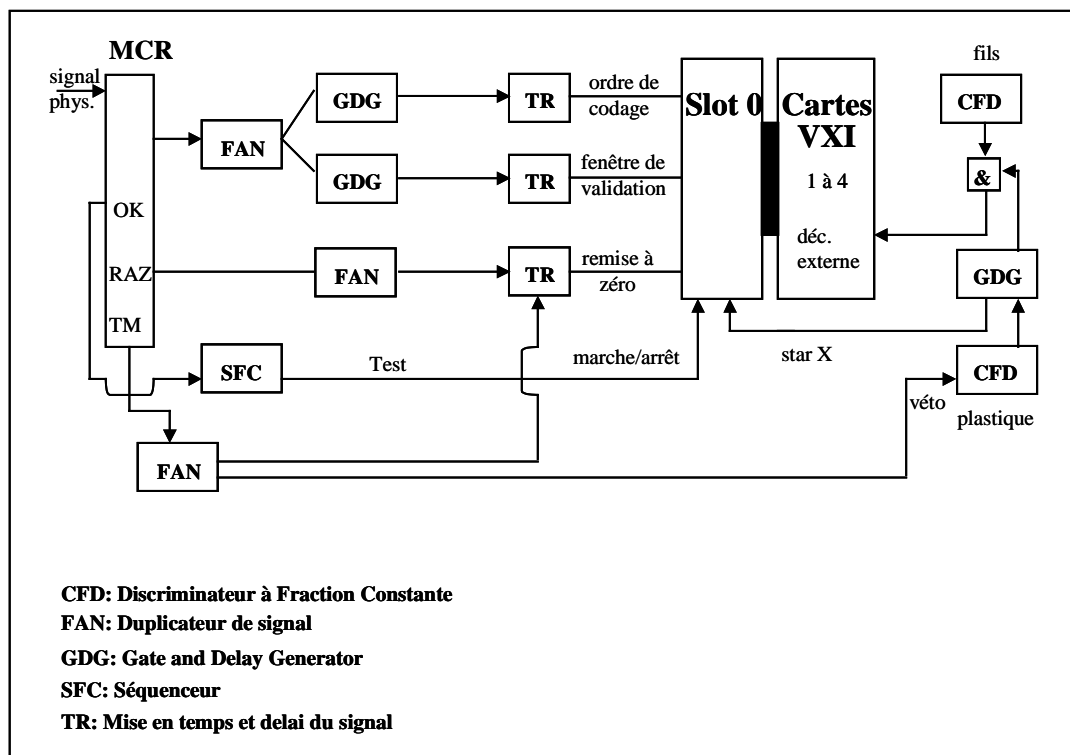 MCR
fils
signal
phys.
GDG
TR
ordre de
codage
Slot 0
Cartes
VXI
CFD
FAN
GDG
TR
fenêtre de
validation
1 à 4
&
OK
déc.
externe
RAZ
FAN
TR
remise à
zéro
GDG
TM
SFC
Test
marche/arrêt
star X
CFD
véto
plastique
FAN
CFD: Discriminateur à Fraction Constante
FAN: Duplicateur de signal
GDG: Gate and Delay Generator
SFC: Séquenceur
TR: Mise en temps et delai du signal